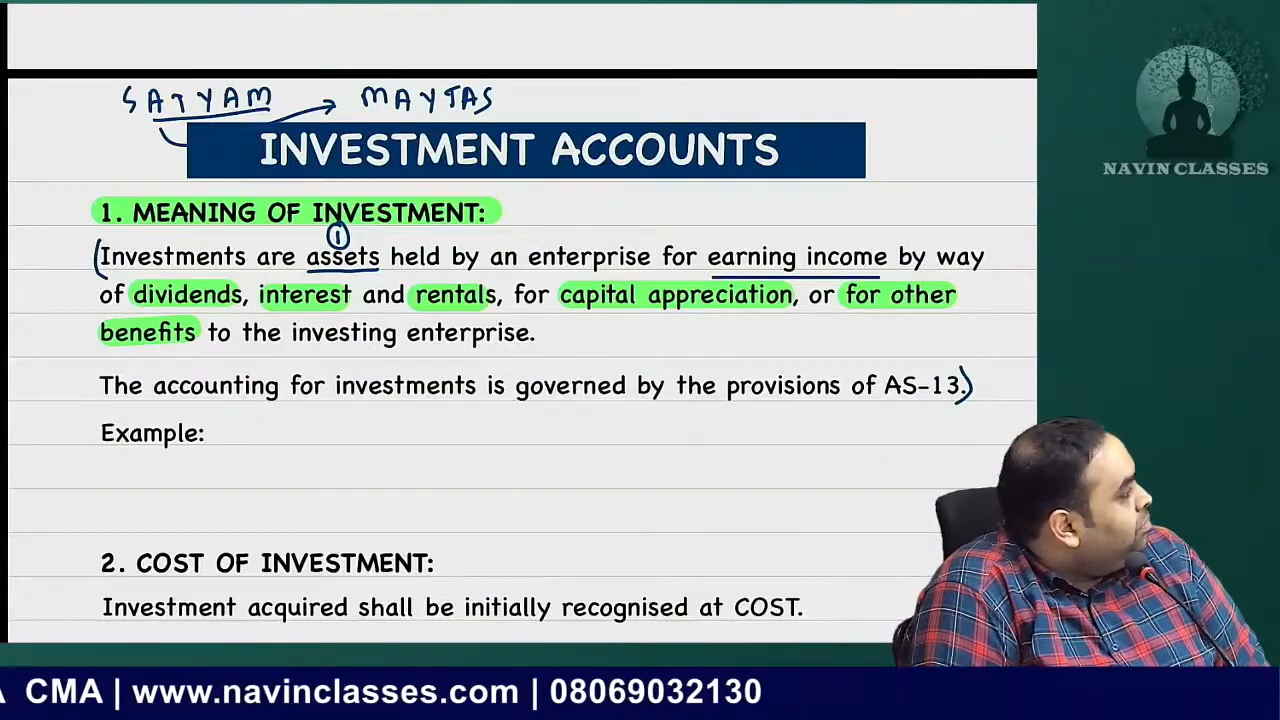 SATYAM → MAYTAS
INVESTMENT ACCOUNTS
NAVIN CLASSES
1. MEANING OF INVESTMENT:
①
(Investments are assets held by an enterprise for earning income by way
of dividends, interest and rentals, for capital appreciation, or for other
benefits to the investing enterprise.
The accounting for investments is governed by the provisions of AS-13.)
Example:
2. COST OF INVESTMENT:
Investment acquired shall be initially recognised at COST.
CMA | www.navinclasses.com | 08069032130